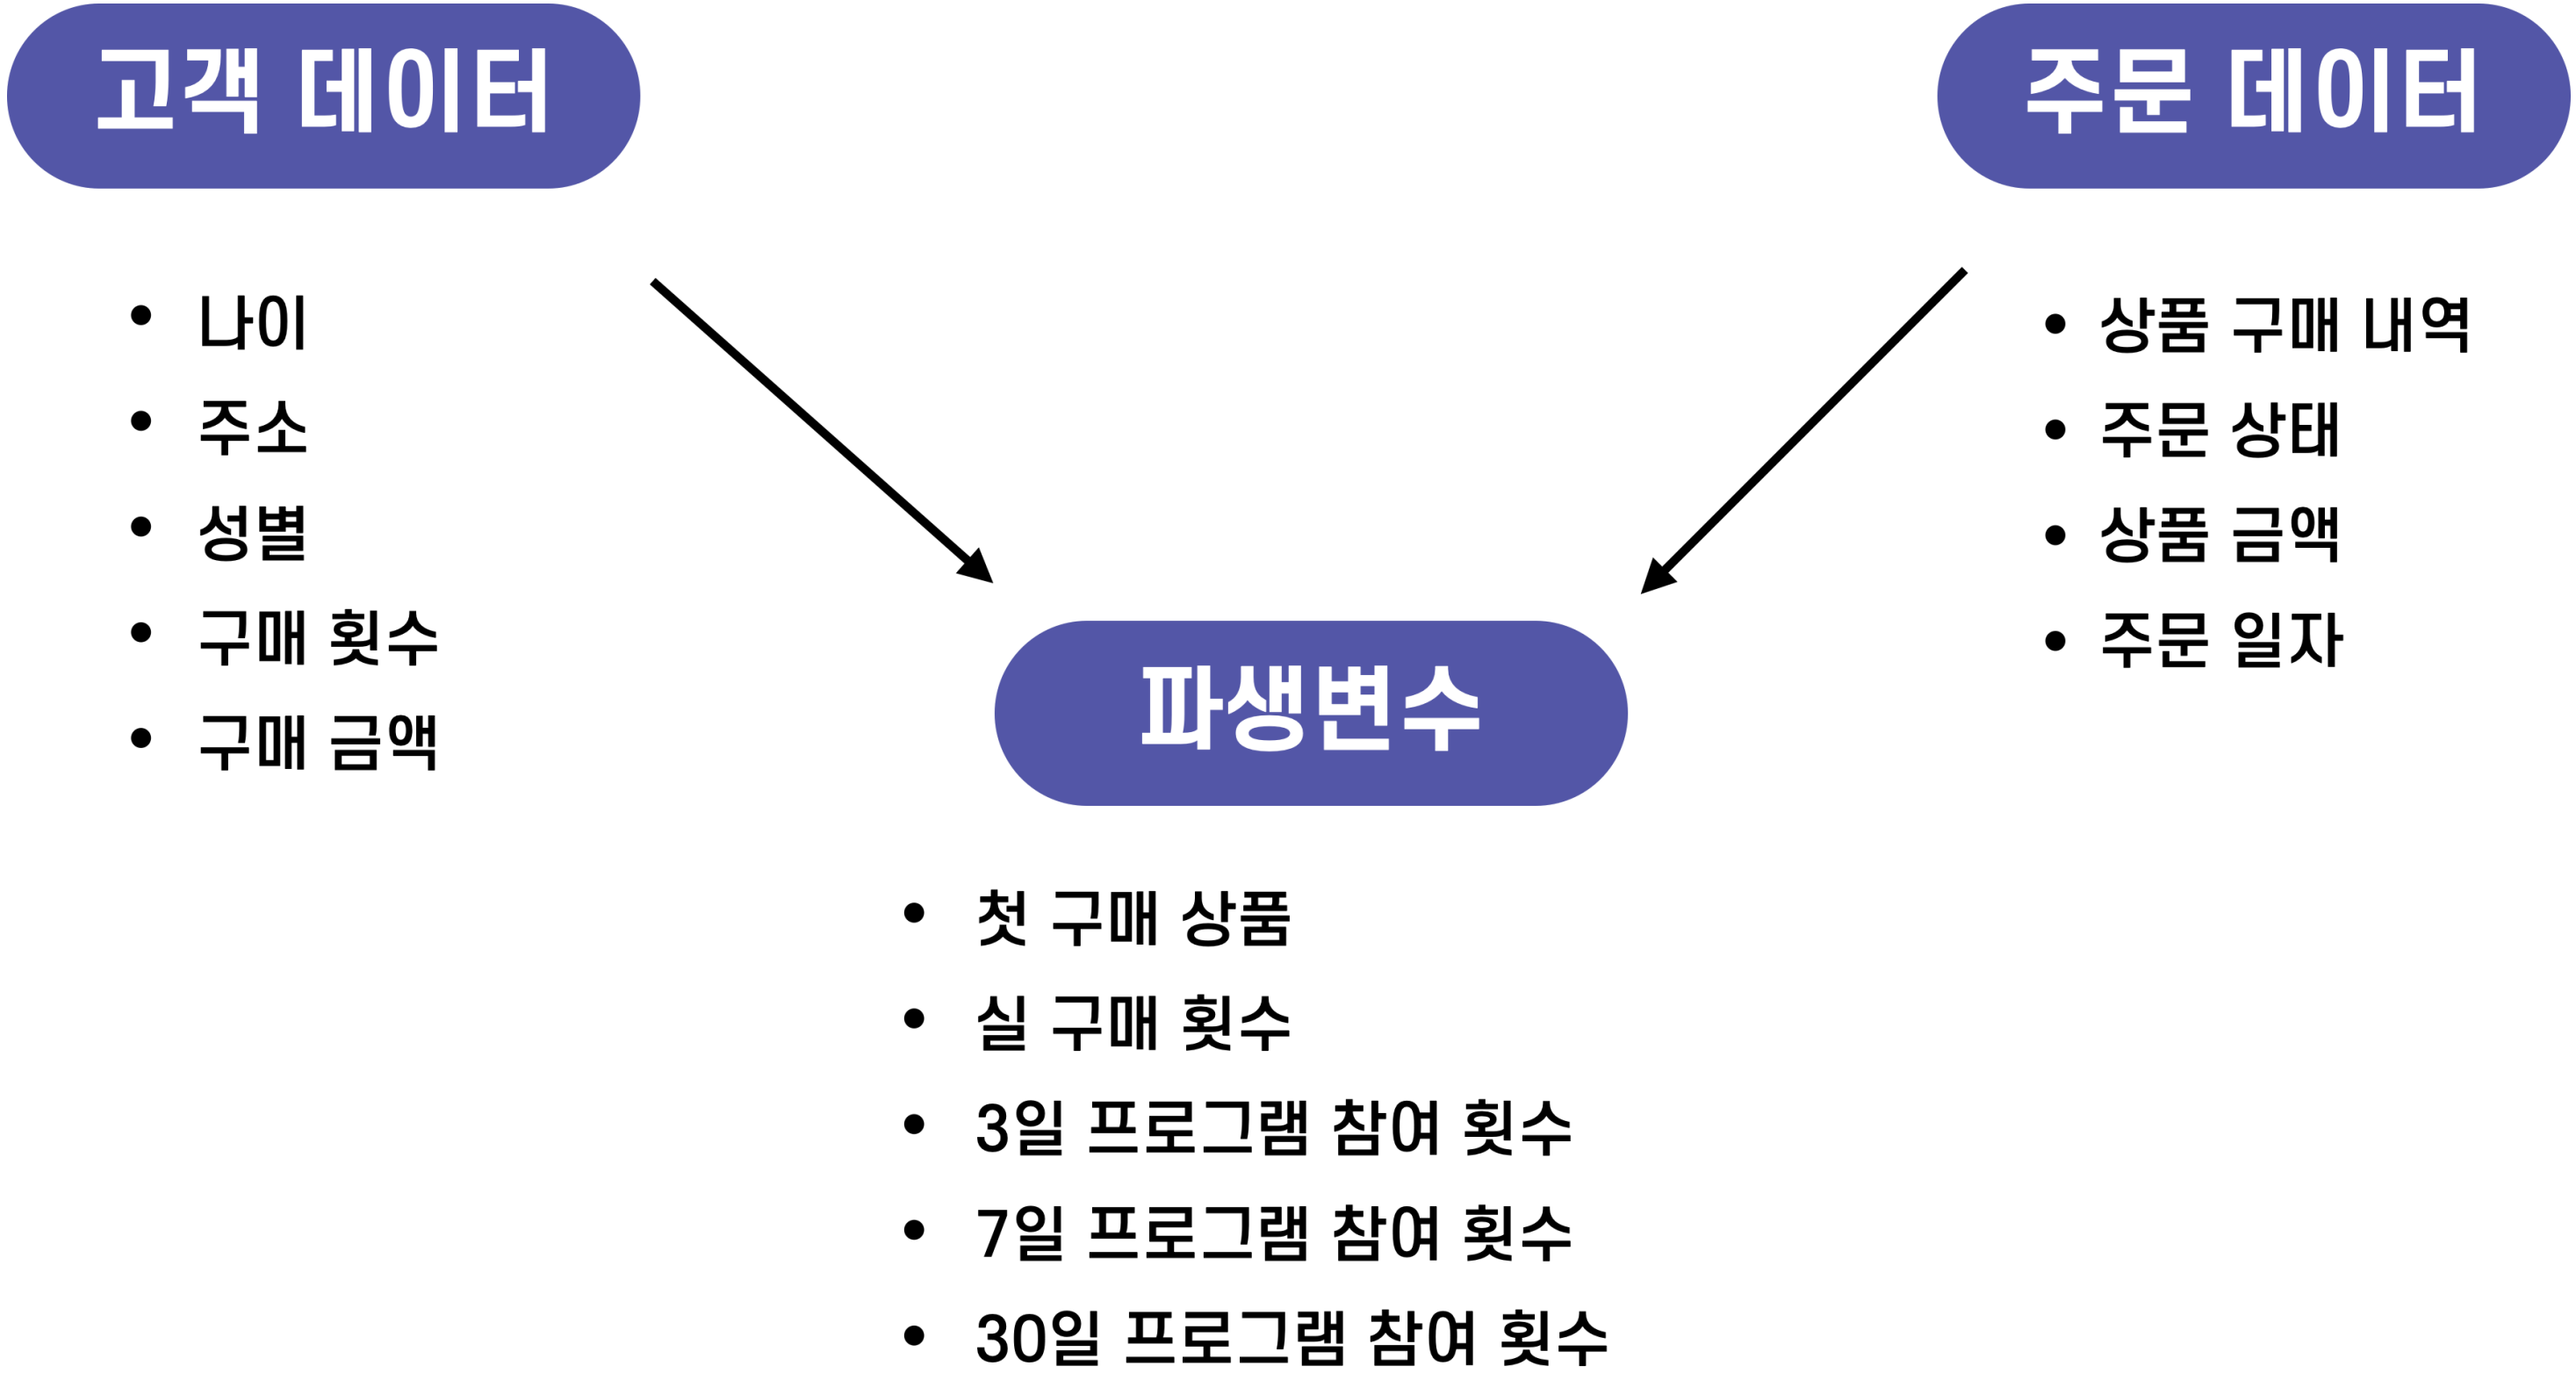 고객 데이터
주문 데이터
• 나이
• 주소
• 성별
• 구매 횟수
• 구매 금액
• 상품 구매 내역
• 주문 상태
• 상품 금액
• 주문 일자
파생변수
• 첫 구매 상품
• 실 구매 횟수
• 3일 프로그램 참여 횟수
• 7일 프로그램 참여 횟수
• 30일 프로그램 참여 횟수